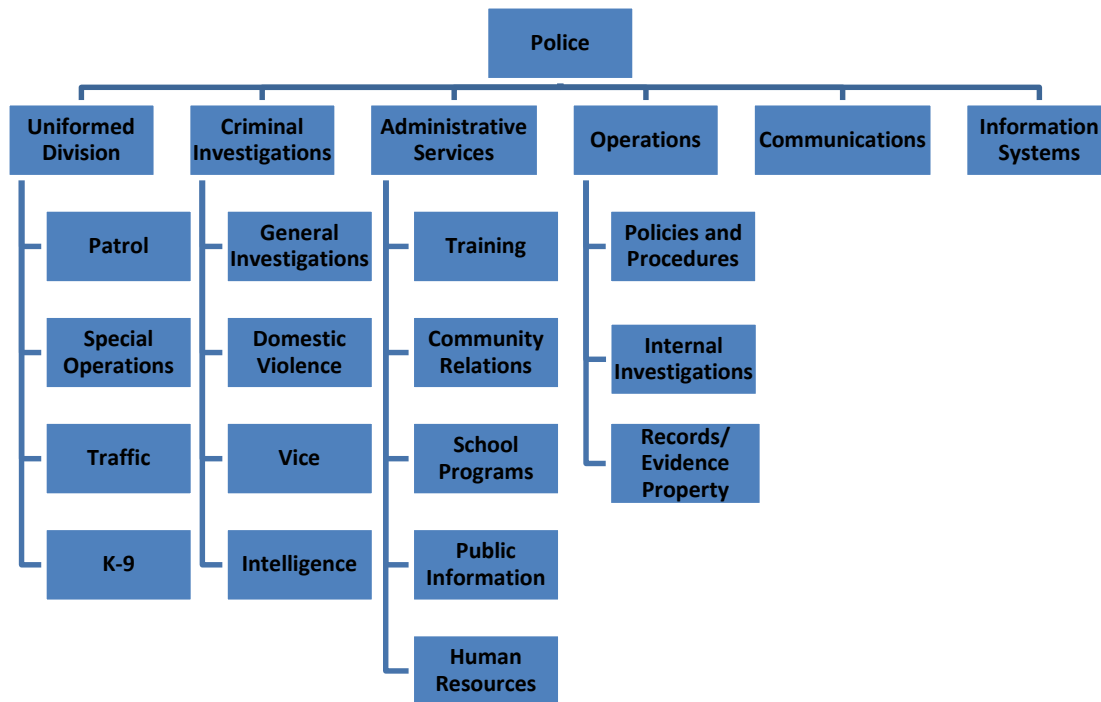 Police
Uniformed
Division
Criminal
Investigations
Administrative
Services
Operations
Communications
Information
Systems
Patrol
Special
Operations
Traffic
K-9
General
Investigations
Domestic
Violence
Vice
Intelligence
Training
Community
Relations
School
Programs
Public
Information
Human
Resources
Policies and
Procedures
Internal
Investigations
Records/
Evidence
Property